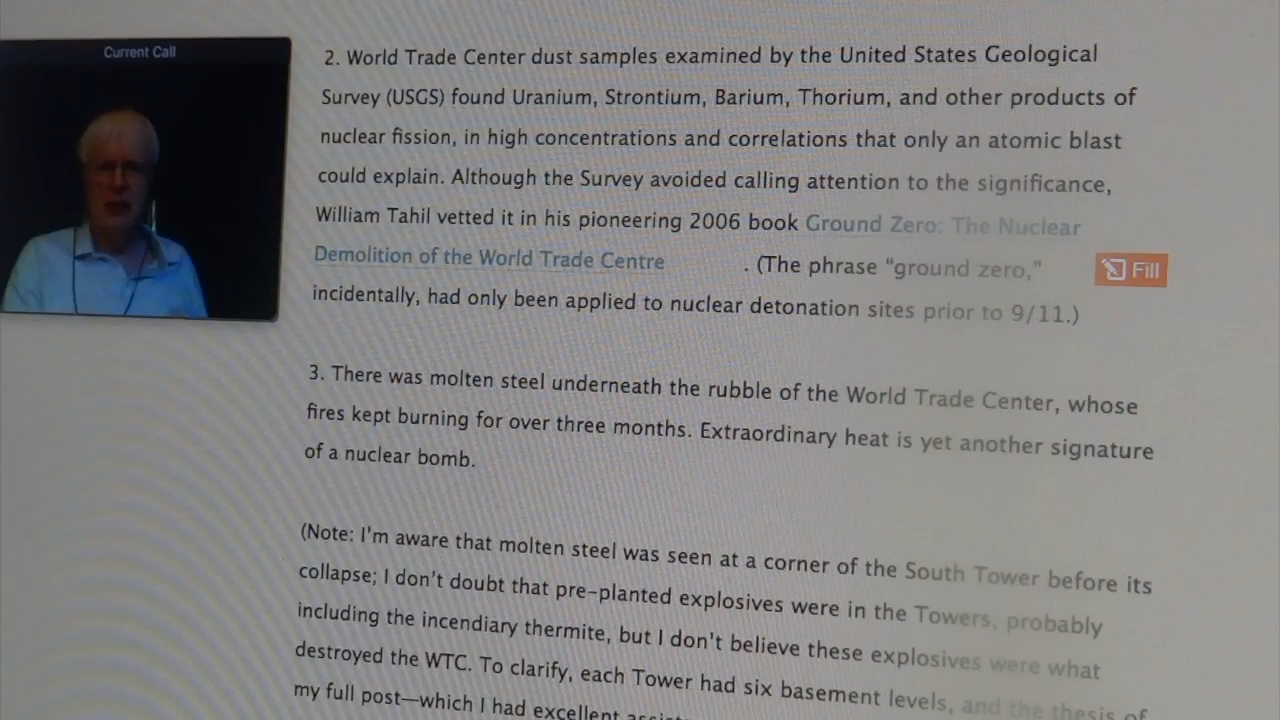 Current Call
2. World Trade Center dust samples examined by the United States Geological
Survey (USGS) found Uranium, Strontium, Barium, Thorium, and other products of
nuclear fission, in high concentrations and correlations that only an atomic blast
could explain. Although the Survey avoided calling attention to the significance,
William Tahil vetted it in his pioneering 2006 book Ground Zero: The Nuclear
Demolition of the World Trade Centre . (The phrase “ground zero,”
Fill
incidentally, had only been applied to nuclear detonation sites prior to 9/11.)
3. There was molten steel underneath the rubble of the World Trade Center, whose
fires kept burning for over three months. Extraordinary heat is yet another signature
of a nuclear bomb.
(Note: I'm aware that molten steel was seen at a corner of the South Tower before its
collapse; I don't doubt that pre-planted explosives were in the Towers, probably
including the incendiary thermite, but I don't believe these explosives were what
destroyed the WTC. To clarify, each Tower had six basement levels, and the thesis of
my full post—which I had excellent